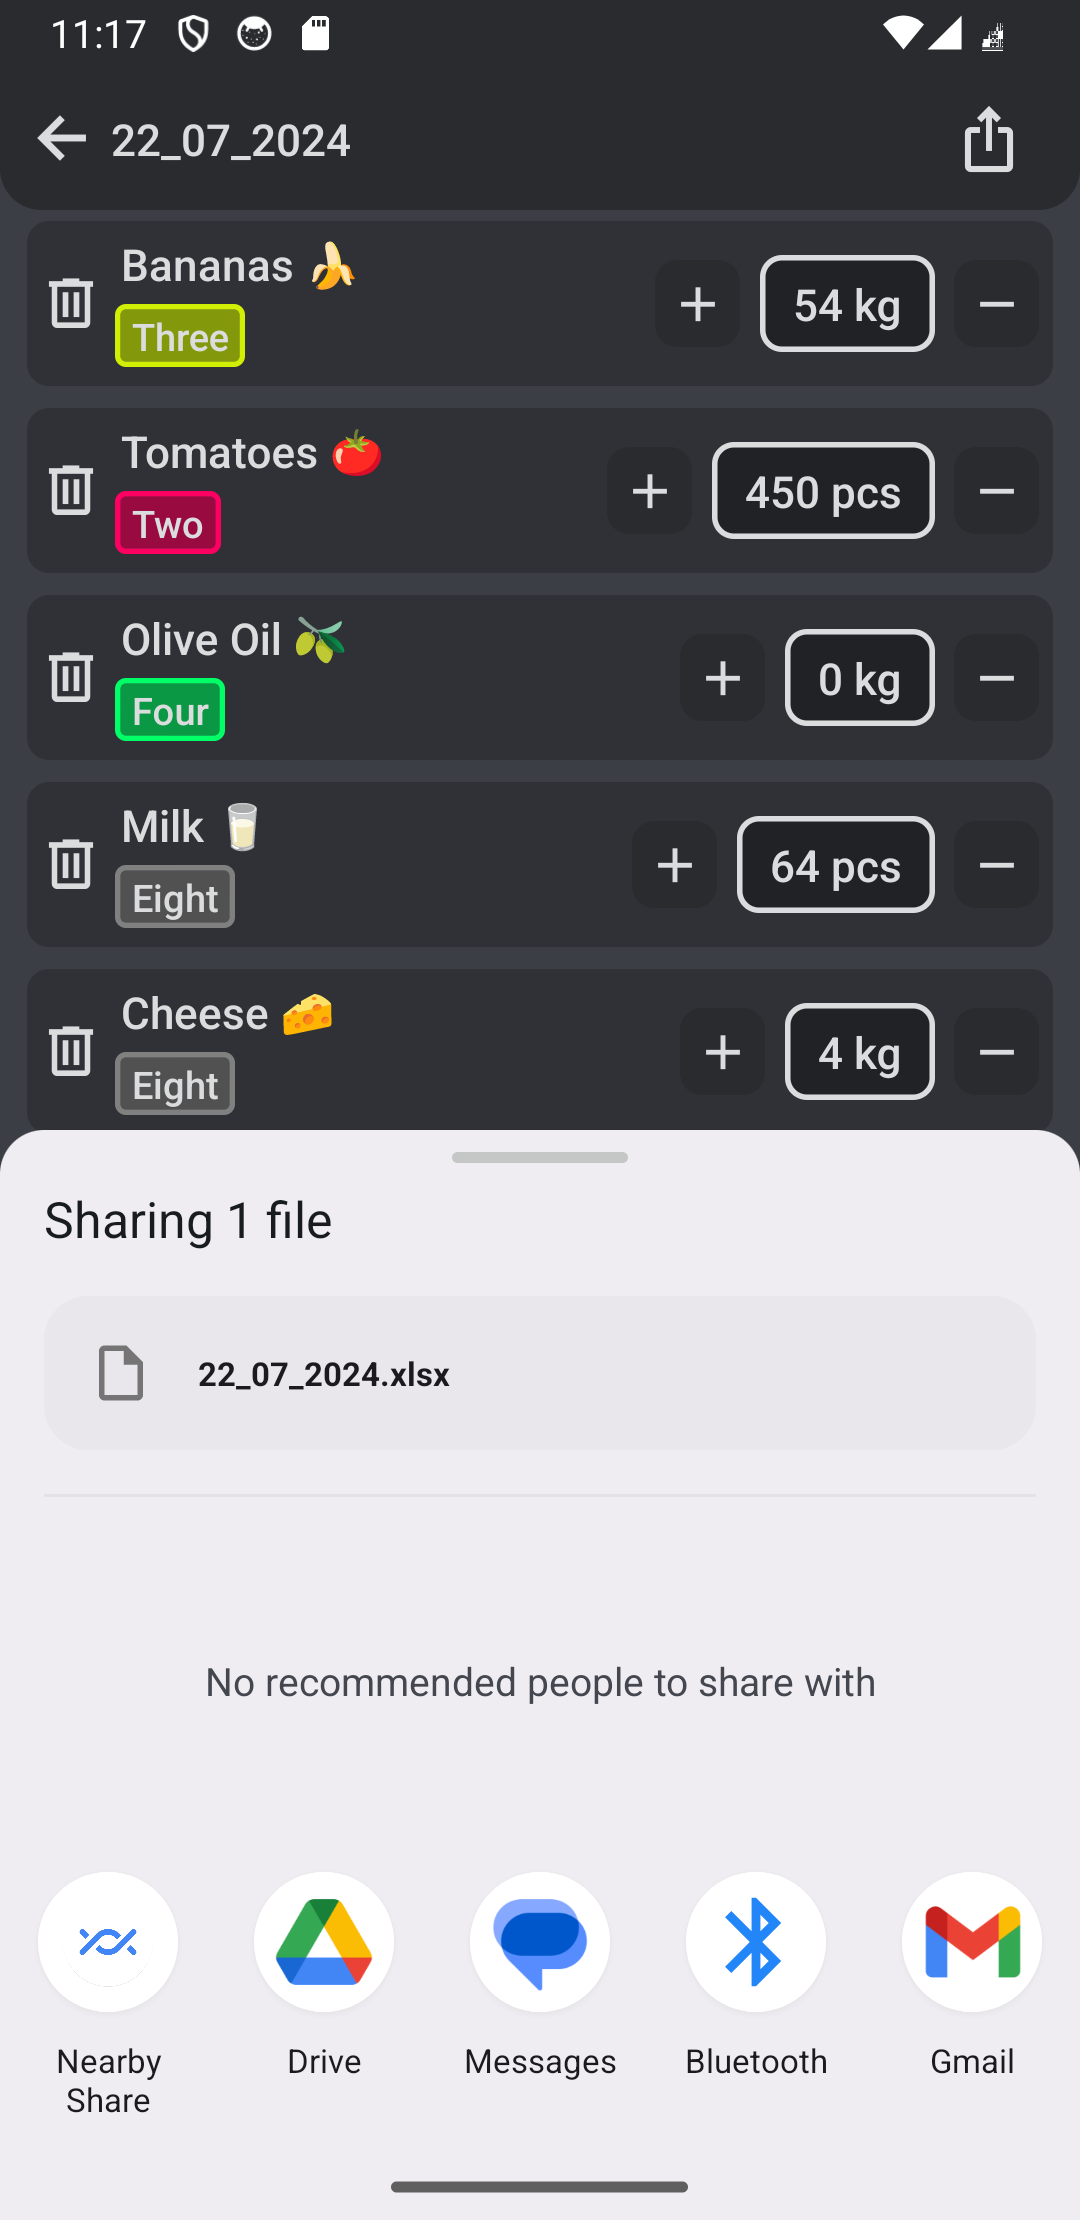 11:17
22_07_2024
Bananas 🍌
Three
+ 54 kg −
Tomatoes 🍅
Two
+ 450 pcs −
Olive Oil 🫒
Four
+ 0 kg −
Milk 🥛
Eight
+ 64 pcs −
Cheese 🧀
Eight
+ 4 kg −
Sharing 1 file
22_07_2024.xlsx
No recommended people to share with
Nearby Share
Drive
Messages
Bluetooth
Gmail